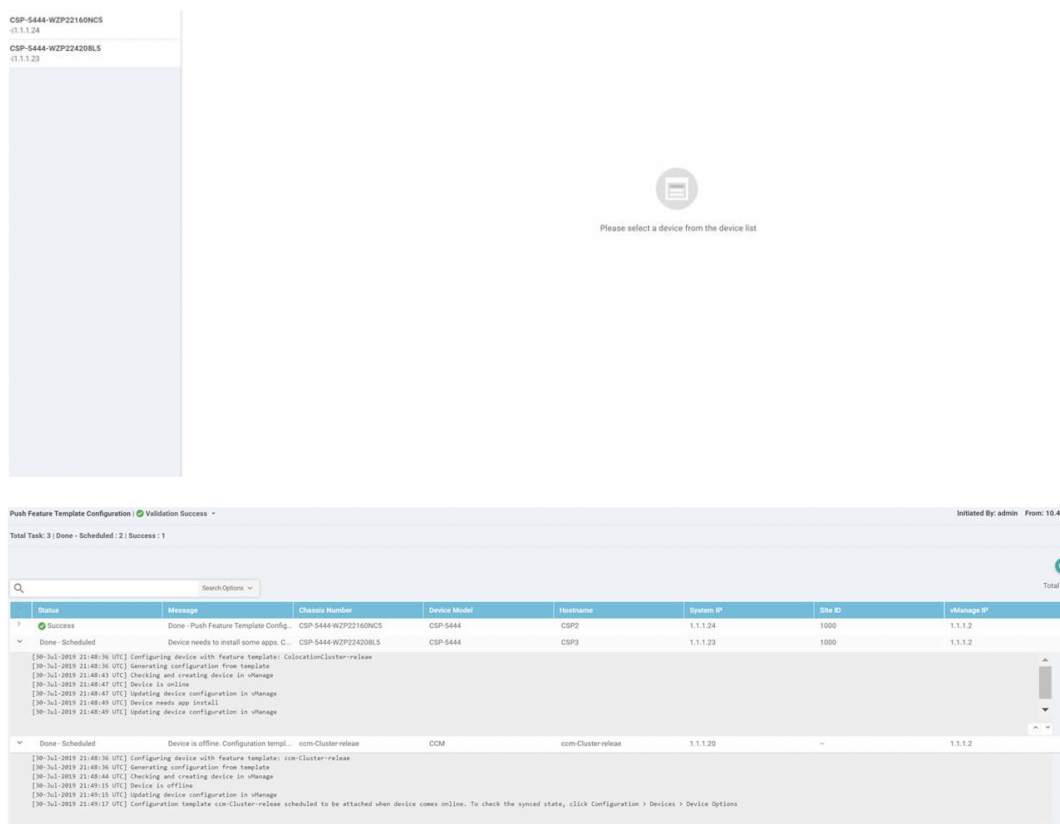 CSP-5444-WZP22160NC5
-|1.1.1.24
CSP-5444-WZP224208L5
-|1.1.1.23
Please select a device from the device list
Push Feature Template Configuration | Validation Success
Initiated By: admin From: 10.4
Total Task: 3 | Done - Scheduled : 2 | Success : 1
Search Options
Total
Status Message Chassis Number Device Model Hostname System IP Site ID vManage IP
Success Done - Push Feature Template Config... CSP-5444-WZP22160NC5 CSP-5444 CSP2 1.1.1.24 1000 1.1.1.2
Done - Scheduled Device needs to install some apps. C... CSP-5444-WZP224208L5 CSP-5444 CSP3 1.1.1.23 1000 1.1.1.2
[30-Jul-2019 21:48:36 UTC] Configuring device with feature template: ColocationCluster-releae
[30-Jul-2019 21:48:36 UTC] Generating configuration from template
[30-Jul-2019 21:48:43 UTC] Checking and creating device in vManage
[30-Jul-2019 21:48:47 UTC] Device is online
[30-Jul-2019 21:48:47 UTC] Updating device configuration in vManage
[30-Jul-2019 21:48:49 UTC] Device needs app install
[30-Jul-2019 21:48:49 UTC] Updating device configuration in vManage
Done - Scheduled Device is offline. Configuration templ... ccm-Cluster-releae CCM ccm-Cluster-releae 1.1.1.20 -- 1.1.1.2
[30-Jul-2019 21:48:36 UTC] Configuring device with feature template: ccm-Cluster-releae
[30-Jul-2019 21:48:36 UTC] Generating configuration from template
[30-Jul-2019 21:48:44 UTC] Checking and creating device in vManage
[30-Jul-2019 21:49:15 UTC] Device is offline
[30-Jul-2019 21:49:15 UTC] Updating device configuration in vManage
[30-Jul-2019 21:49:17 UTC] Configuration template ccm-Cluster-releae scheduled to be attached when device comes online. To check the synced state, click Configuration > Devices > Device Options